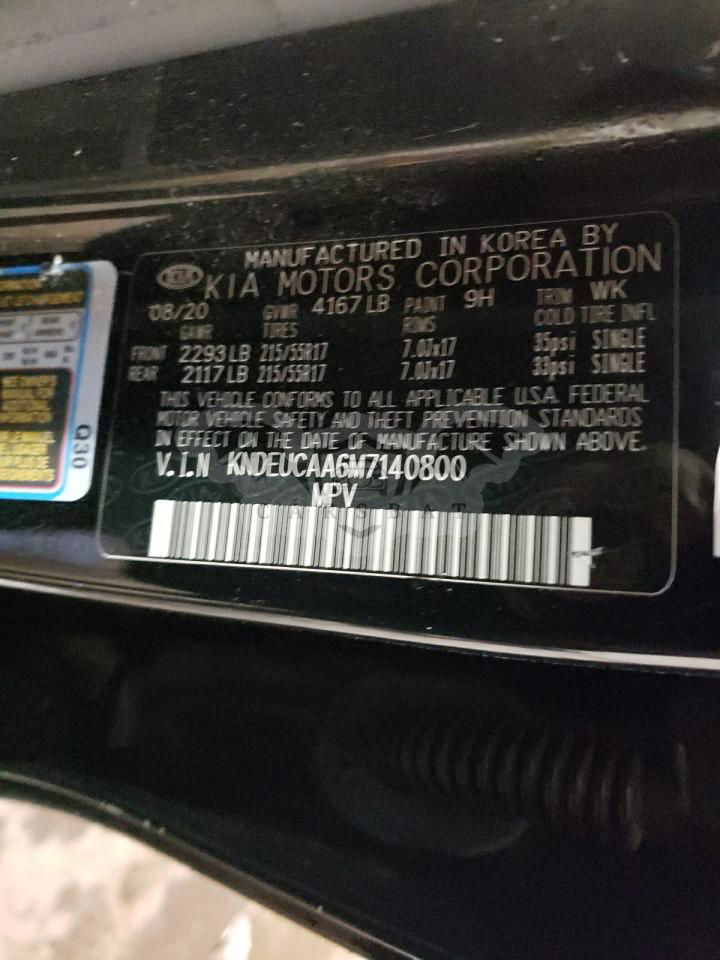 MANUFACTURED IN KOREA BY
KIA KIA MOTORS CORPORATION
08/20 GVWR 4167 LB PAINT 9H TRIM WK
GAWR TIRES RIMS COLD TIRE INFL
FRONT 2293 LB 215/55R17 7.0Jx17 33psi SINGLE
REAR 2117 LB 215/55R17 7.0Jx17 33psi SINGLE
THIS VEHICLE CONFORMS TO ALL APPLICABLE U.S.A. FEDERAL
MOTOR VEHICLE SAFETY AND THEFT PREVENTION STANDARDS
IN EFFECT ON THE DATE OF MANUFACTURE SHOWN ABOVE.
V.I.N KNDEUCAA6M7140800
MPV
Q30